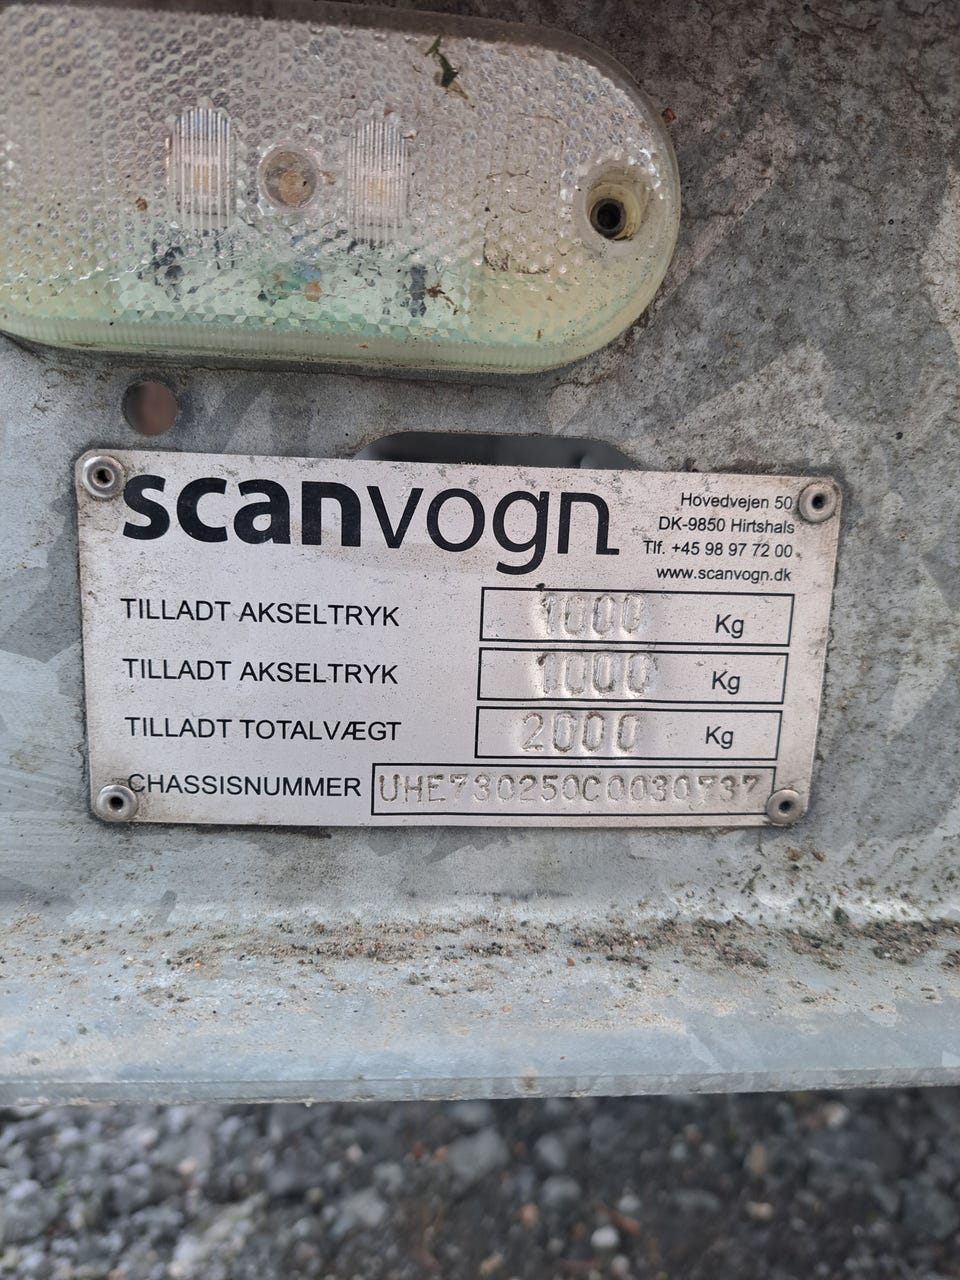 scanvogn
Hovedvejen 50
DK-9850 Hirtshals
Tlf. +45 98 97 72 00
www.scanvogn.dk
TILLADT AKSELTRYK 1000 Kg
TILLADT AKSELTRYK 1000 Kg
TILLADT TOTALVÆGT 2000 Kg
CHASSISNUMMER UHE730250C0030737